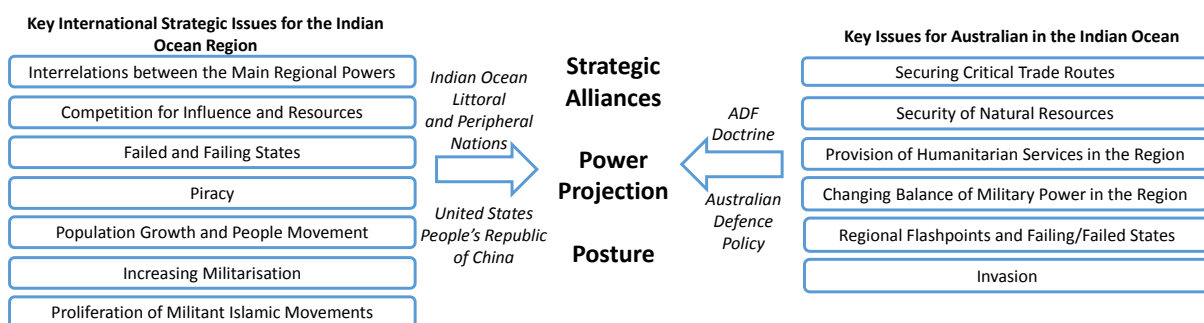 Key International Strategic Issues for the Indian
Ocean Region
Interrelations between the Main Regional Powers
Competition for Influence and Resources
Failed and Failing States
Piracy
Population Growth and People Movement
Increasing Militarisation
Proliferation of Militant Islamic Movements
Indian Ocean
Littoral
and Peripheral
Nations
United States
People's Republic
of China
Strategic
Alliances
Power
Projection
Posture
ADF
Doctrine
Australian
Defence
Policy
Key Issues for Australian in the Indian Ocean
Securing Critical Trade Routes
Security of Natural Resources
Provision of Humanitarian Services in the Region
Changing Balance of Military Power in the Region
Regional Flashpoints and Failing/Failed States
Invasion